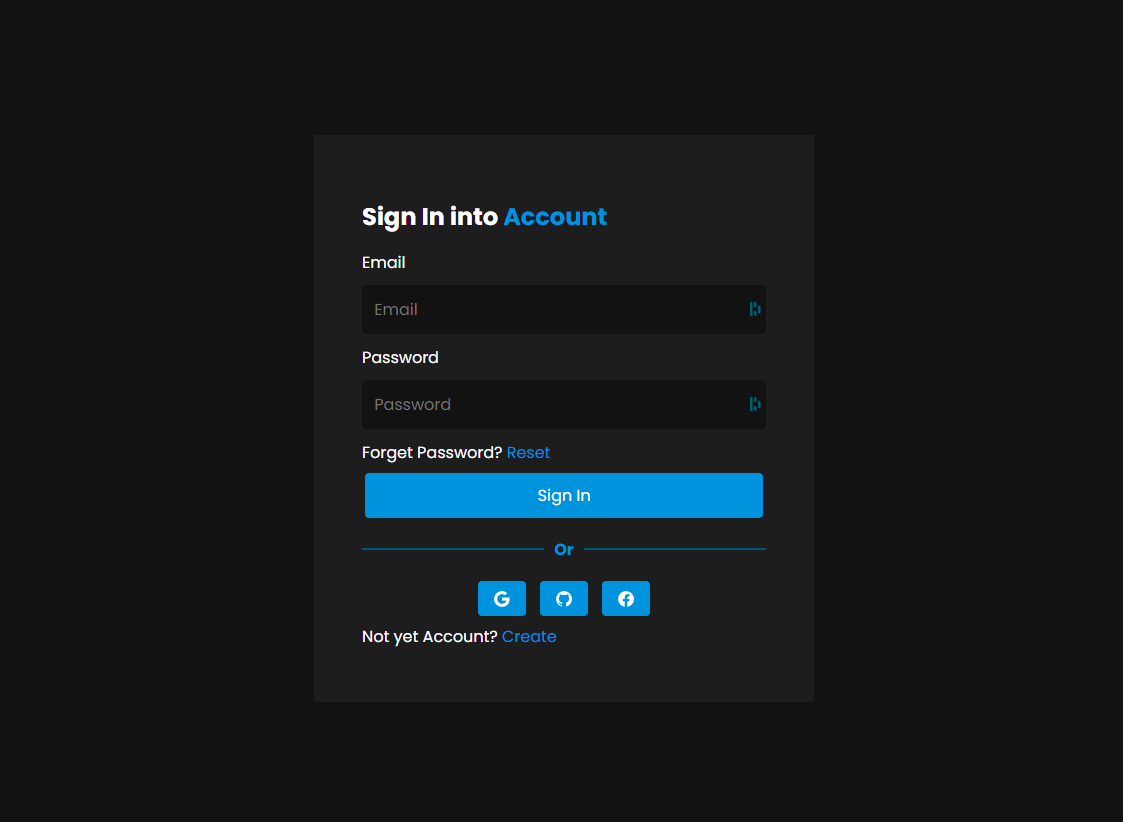 Sign In into Account
Email
Email
Password
Password
Forget Password? Reset
Sign In
Or
Not yet Account? Create